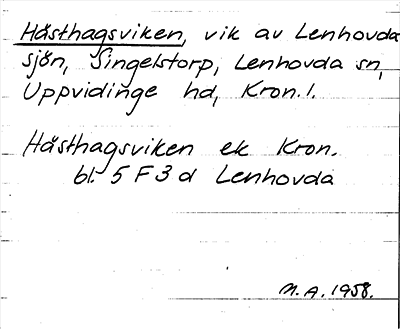 Hästhagsviken, vik av Lenhovda
sjön, Singelstorp, Lenhovda sn,
Uppvidinge hd, Kron.l.
Hästhagsviken ek Kron.
bl. 5 F 3 d Lenhovda
M.A. 1958.